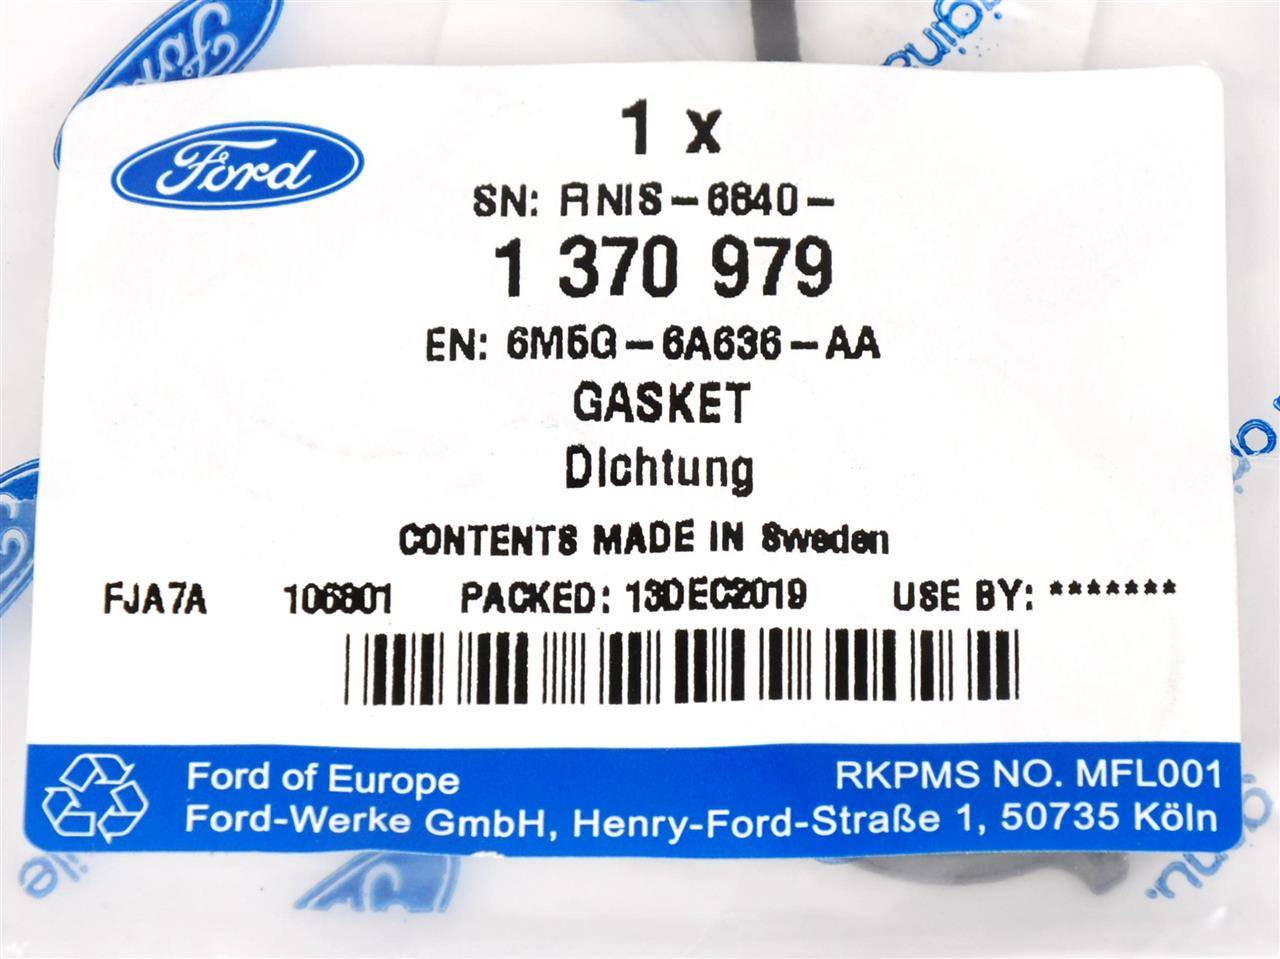 Ford
1 x
SN: FINIS-6640-
1 370 979
EN: 6M5G-6A636-AA
GASKET
Dichtung
CONTENTS MADE IN Sweden
FJA7A 106801 PACKED: 13DEC2019 USE BY: *******
Ford of Europe RKPMS NO. MFL001
Ford-Werke GmbH, Henry-Ford-Straße 1, 50735 Köln